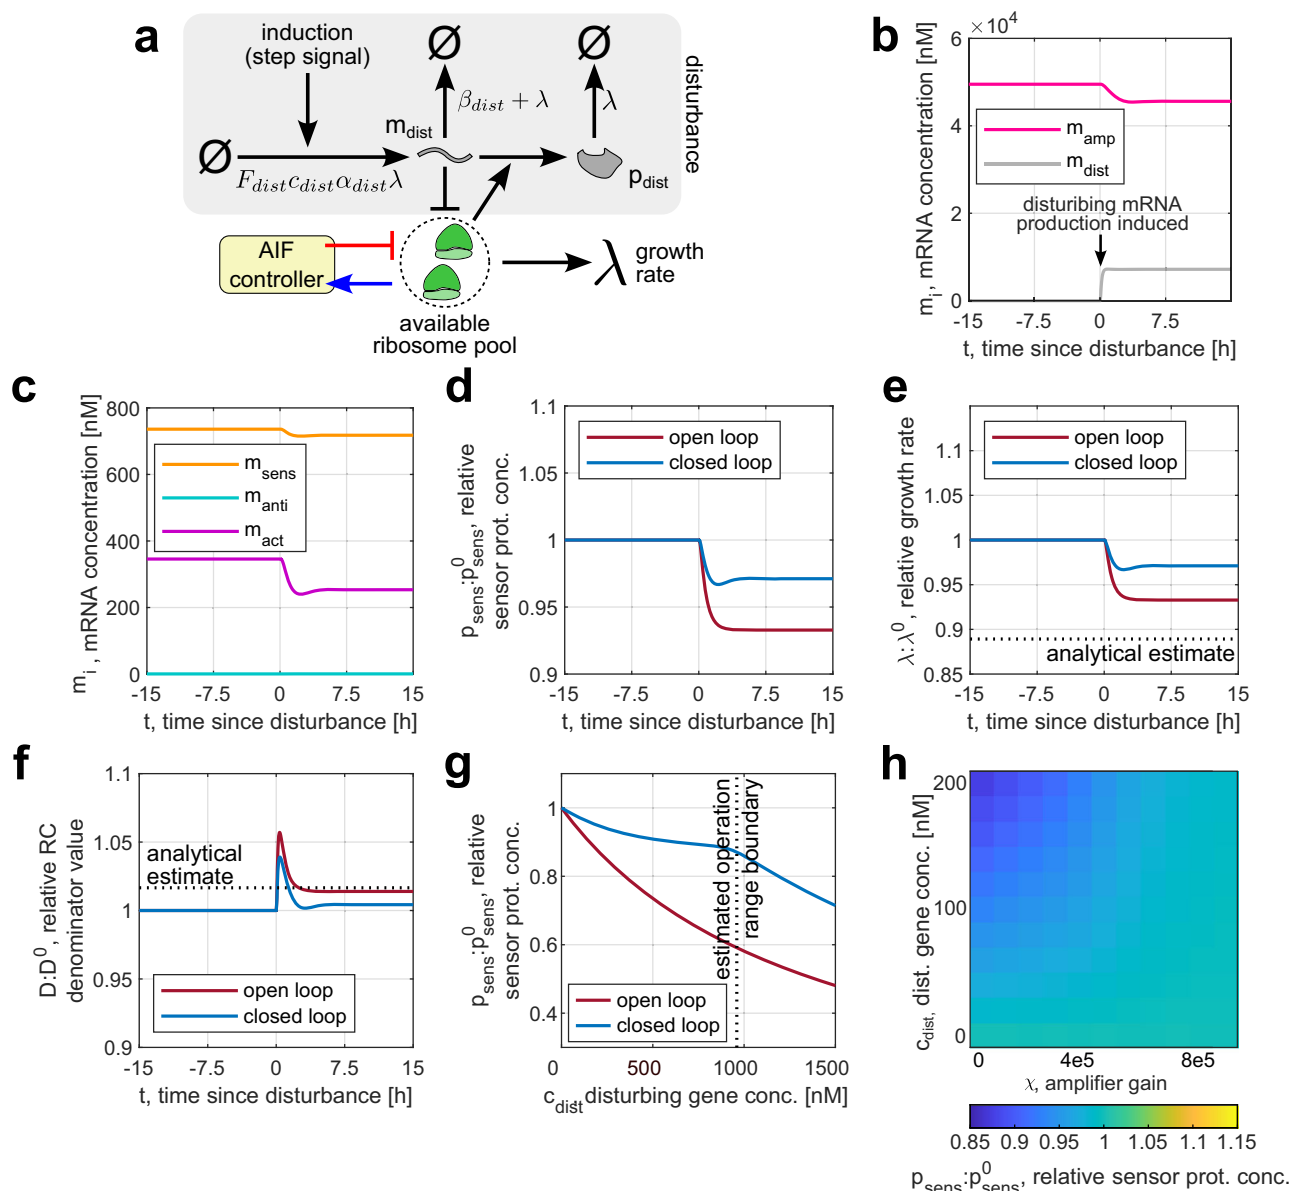 a
induction
(step signal)
Ø
Ø
β_dist + λ
λ
m_dist
Ø
F_dist c_dist α_dist λ
p_dist
disturbance
AIF
controller
λ
growth
rate
available
ribosome pool
b
×10^4
m_i, mRNA concentration [nM]
6
4
2
0
m_amp
m_dist
disturibing mRNA
production induced
-15
-7.5
0
7.5
t, time since disturbance [h]
c
m_i , mRNA concentration [nM]
800
600
400
200
0
m_sens
m_anti
m_act
-15
-7.5
0
7.5
15
t, time since disturbance [h]
d
p_sens:p^0_sens, relative
sensor prot. conc.
1.1
1.05
1
0.95
0.9
open loop
closed loop
-15
-7.5
0
7.5
15
t, time since disturbance [h]
e
λ:λ^0, relative growth rate
1.1
1.05
1
0.95
0.9
0.85
open loop
closed loop
analytical estimate
-15
-7.5
0
7.5
15
t, time since disturbance [h]
f
D:D^0, relative RC
denominator value
1.1
1.05
1
0.95
0.9
analytical
estimate
open loop
closed loop
-15
-7.5
0
7.5
15
t, time since disturbance [h]
g
p_sens:p^0_sens, relative
sensor prot. conc.
1
0.8
0.6
0.4
estimated operation
range boundary
open loop
closed loop
0
500
1000
1500
c_dist, disturbing gene conc. [nM]
h
c_dist, dist. gene conc. [nM]
200
100
0
0
4e5
8e5
χ, amplifier gain
0.85
0.9
0.95
1
1.05
1.1
1.15
p_sens:p^0_sens, relative sensor prot. conc.